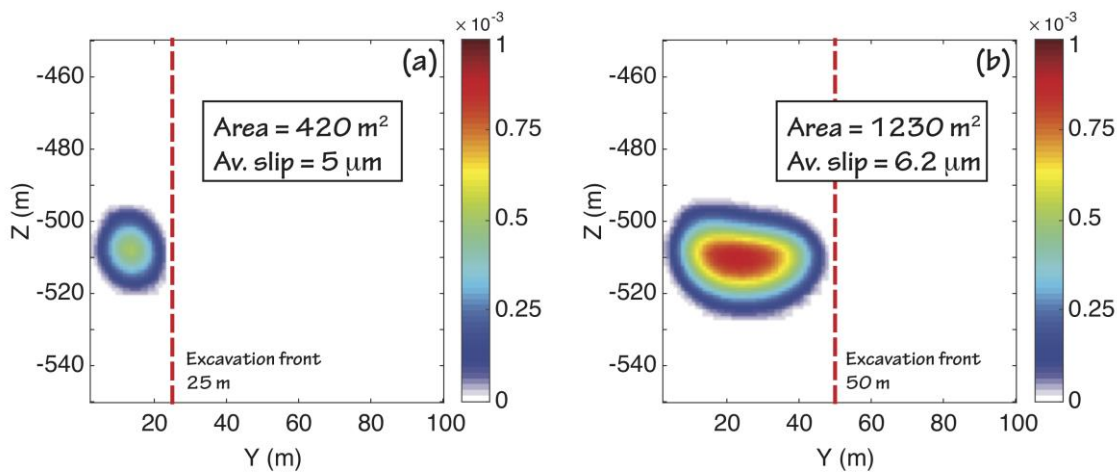 × 10⁻³
(a)
1
-460
Area = 420 m²
Av. slip = 5 µm
0.75
-480
-500
Z (m)
0.5
-520
0.25
-540
Excavation front
25 m
0
20 40 60 80 100
Y (m)
× 10⁻³
(b)
1
-460
Area = 1230 m²
Av. slip = 6.2 µm
0.75
-480
-500
Z (m)
0.5
-520
0.25
-540
Excavation front
50 m
0
20 40 60 80 100
Y (m)